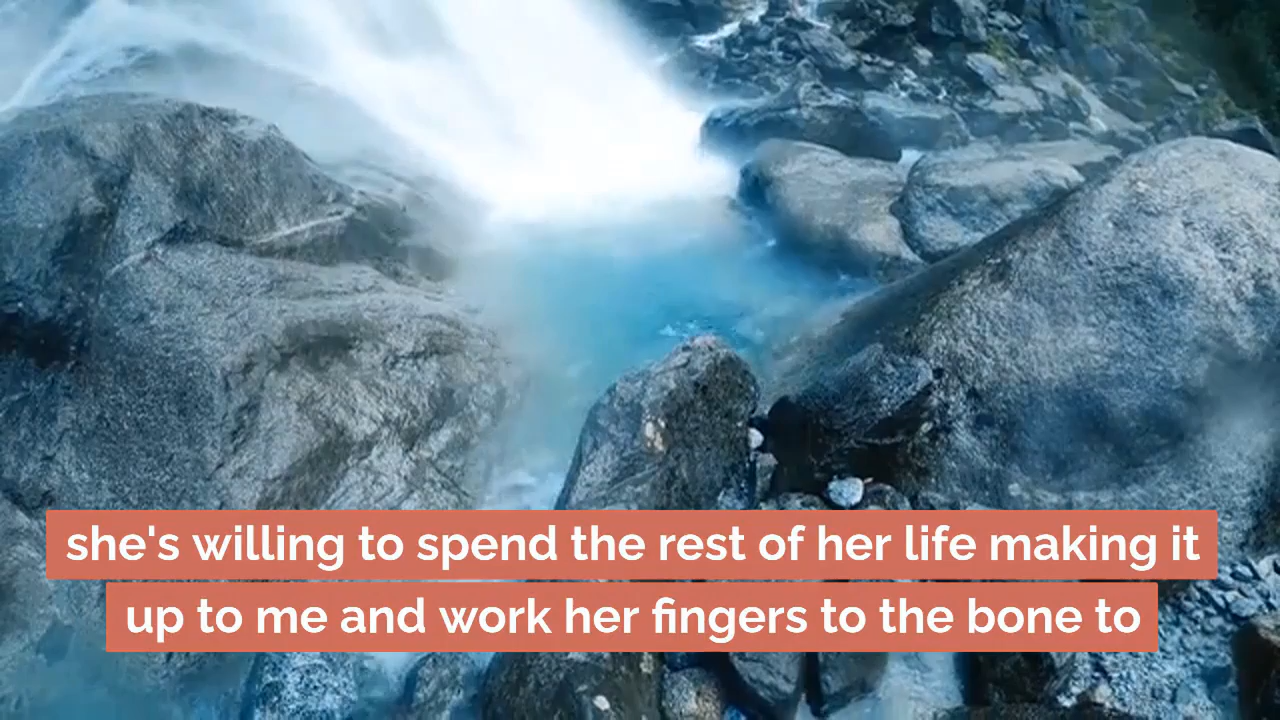 she's willing to spend the rest of her life making it
up to me and work her fingers to the bone to